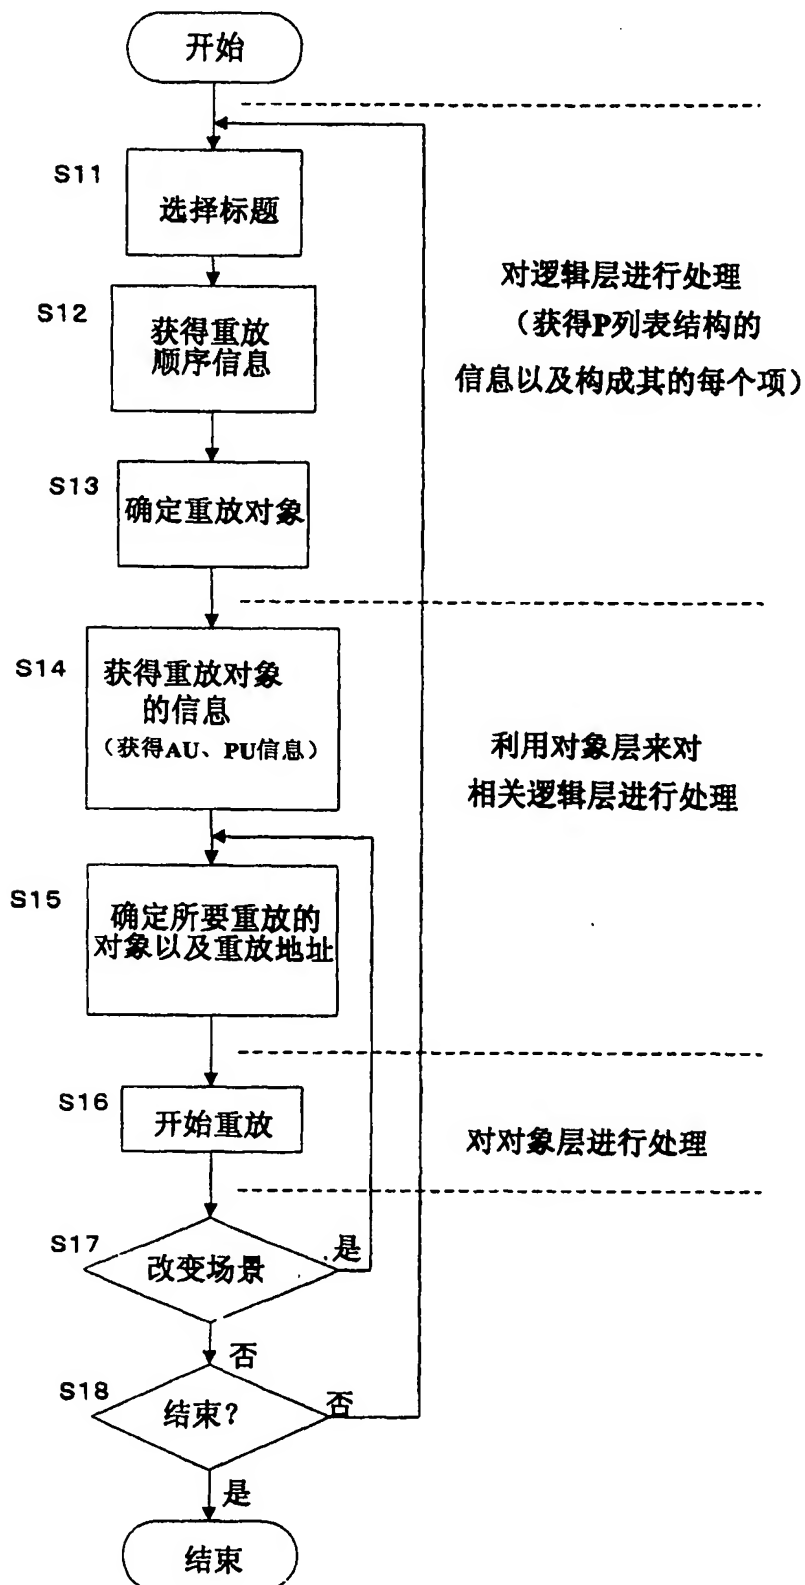 开始
S11
选择标题
S12
获得重放
顺序信息
对逻辑层进行处理
（获得P列表结构的
信息以及构成其的每个项）
S13
确定重放对象
S14
获得重放对象
的信息
（获得AU、PU信息）
利用对象层来对
相关逻辑层进行处理
S15
确定所要重放的
对象以及重放地址
S16
开始重放
对对象层进行处理
S17
改变场景
是
否
S18
结束？
否
是
结束